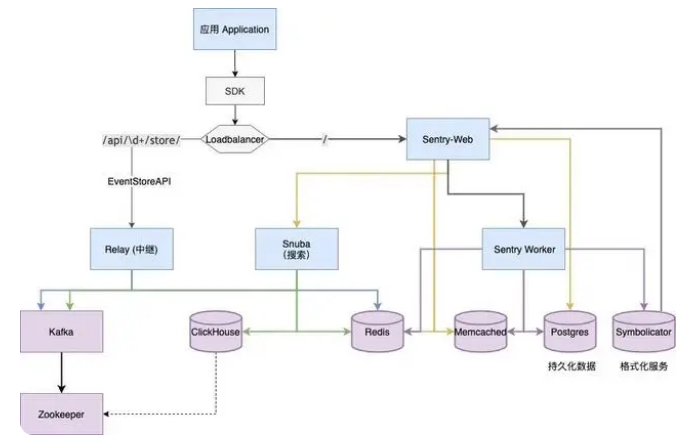 应用 Application
SDK
/api/\d+/store/
Loadbalancer
/
Sentry-Web
EventStoreAPI
Relay (中继)
Snuba
（搜索）
Sentry Worker
Kafka
ClickHouse
Redis
Memcached
Postgres
Symbolicator
持久化数据
格式化服务
Zookeeper